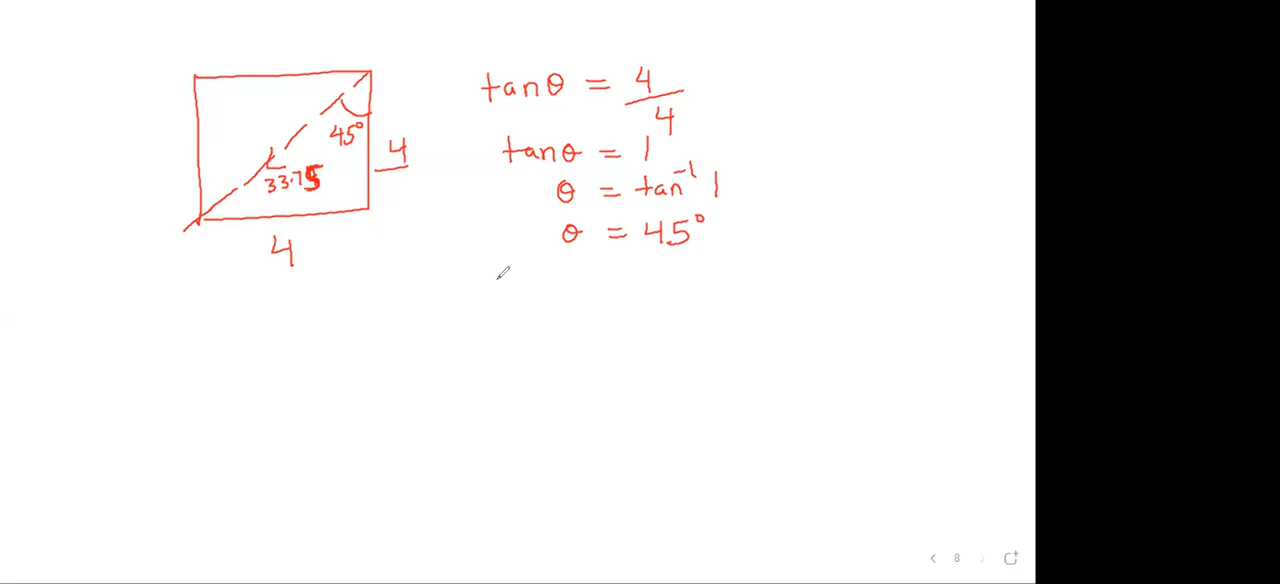 tanθ = 4/4
45°
4
tanθ = 1
33.75
θ = tan⁻¹ 1
θ = 45°
4
8